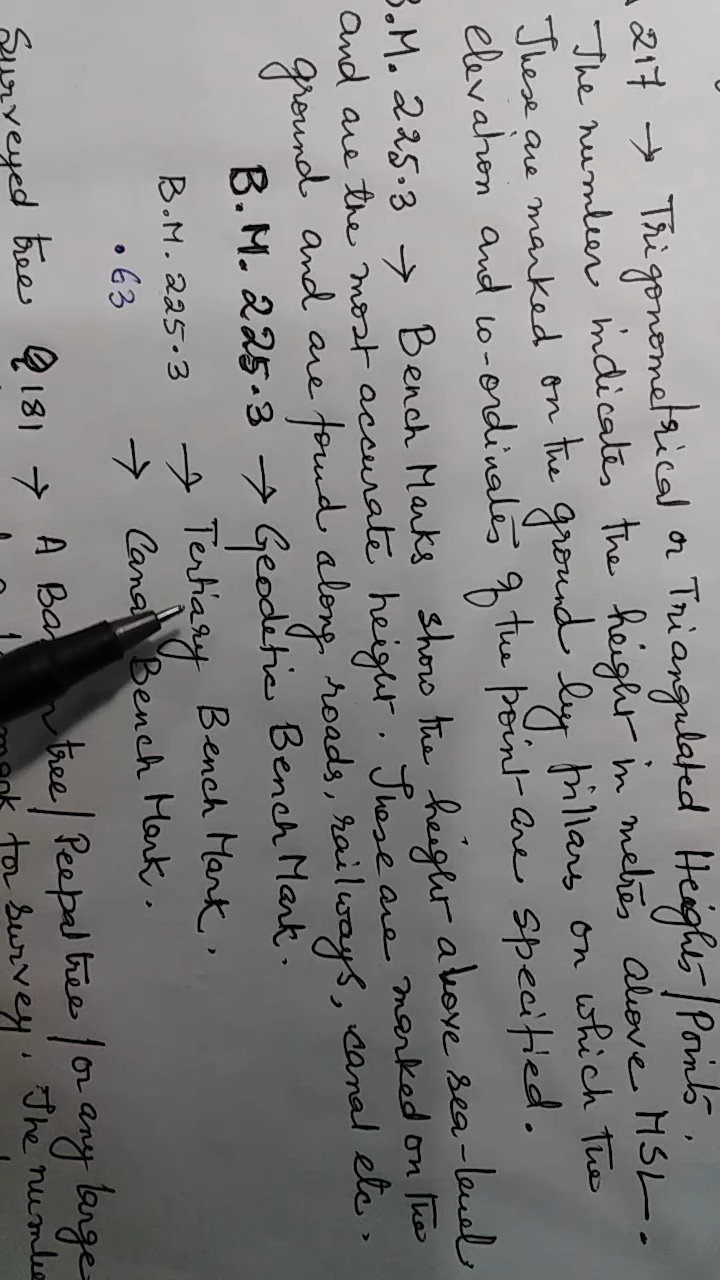 217 → Trigonometrical or Triangulated Heights/Points.
The number indicates the height in metres above MSL.
These are marked on the ground by pillars on which the
elevation and co-ordinates of the point are specified.
B.M. 225.3 → Bench Marks show the height above sea-level
and are the most accurate height. These are marked on the
ground and are found along roads, railways, canal etc.
B.M. 225.3 → Geodetic Bench Mark.
B.M. 225.3 → Tertiary Bench Mark.
.63 → Canal Bench Mark.
Surveyed tree 181 → A tree/Peepal tree/or any large
for survey. The number